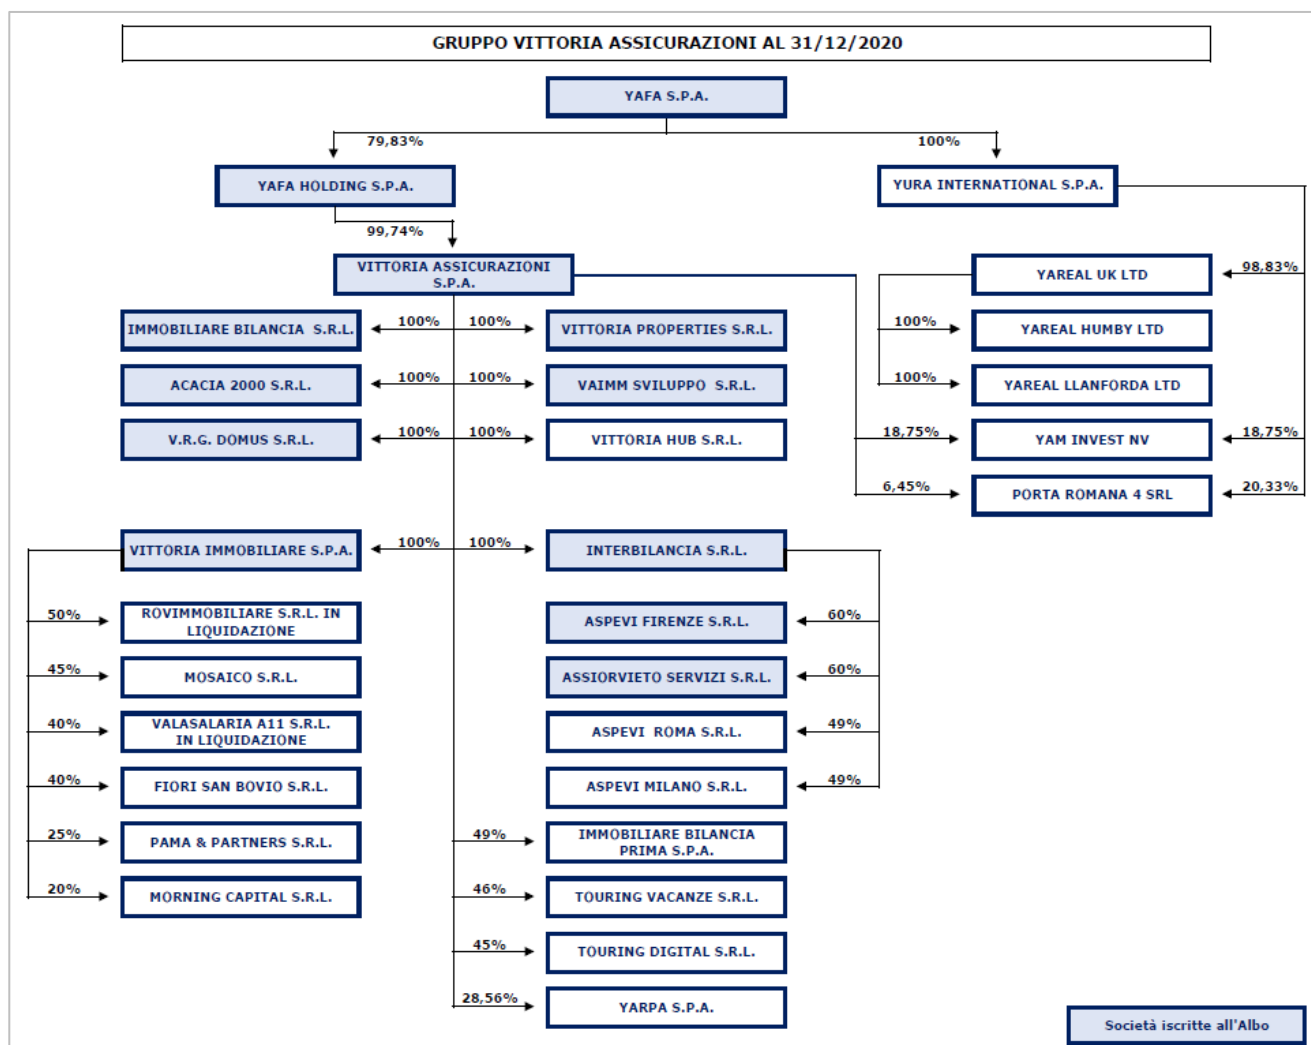 GRUPPO VITTORIA ASSICURAZIONI AL 31/12/2020
YAFA S.P.A.
79,83%
100%
YAFA HOLDING S.P.A.
YURA INTERNATIONAL S.P.A.
99,74%
VITTORIA ASSICURAZIONI
S.P.A.
YAREAL UK LTD
98,83%
IMMOBILIARE BILANCIA S.R.L.
100%
100%
VITTORIA PROPERTIES S.R.L.
100%
YAREAL HUMBY LTD
ACACIA 2000 S.R.L.
100%
100%
VAIMM SVILUPPO S.R.L.
100%
YAREAL LLANFORDA LTD
V.R.G. DOMUS S.R.L.
100%
100%
VITTORIA HUB S.R.L.
18,75%
YAM INVEST NV
18,75%
6,45%
PORTA ROMANA 4 SRL
20,33%
VITTORIA IMMOBILIARE S.P.A.
100%
100%
INTERBILANCIA S.R.L.
50%
ROVIMMOBILIARE S.R.L. IN
LIQUIDAZIONE
ASPEVI FIRENZE S.R.L.
60%
45%
MOSAICO S.R.L.
ASSIORVIETO SERVIZI S.R.L.
60%
40%
VALASALARIA A11 S.R.L.
IN LIQUIDAZIONE
ASPEVI ROMA S.R.L.
49%
40%
FIORI SAN BOVIO S.R.L.
ASPEVI MILANO S.R.L.
49%
25%
PAMA & PARTNERS S.R.L.
49%
IMMOBILIARE BILANCIA
PRIMA S.P.A.
20%
MORNING CAPITAL S.R.L.
46%
TOURING VACANZE S.R.L.
45%
TOURING DIGITAL S.R.L.
28,56%
YARPA S.P.A.
Società iscritte all'Albo